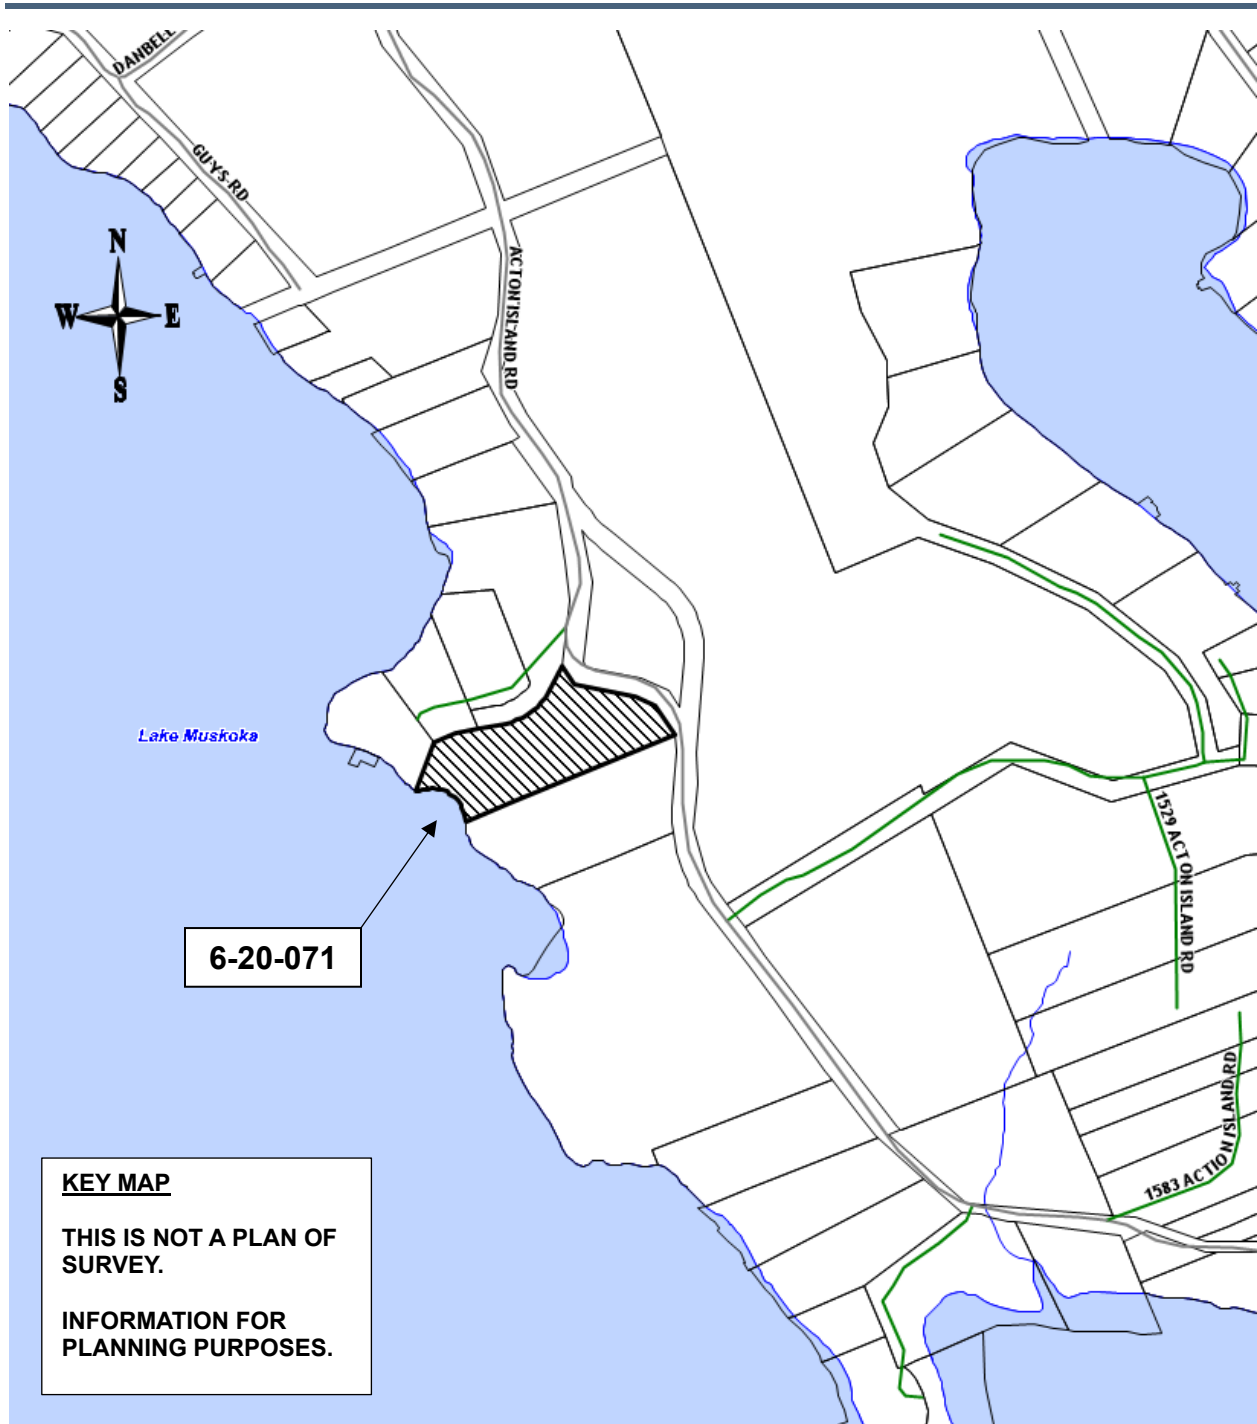 DANBELL
GUYS RD
N
W E
S
ACTON ISLAND RD
Lake Muskoka
1529 ACTON ISLAND RD
6-20-071
1583 ACTION ISLAND RD
KEY MAP
THIS IS NOT A PLAN OF
SURVEY.
INFORMATION FOR
PLANNING PURPOSES.